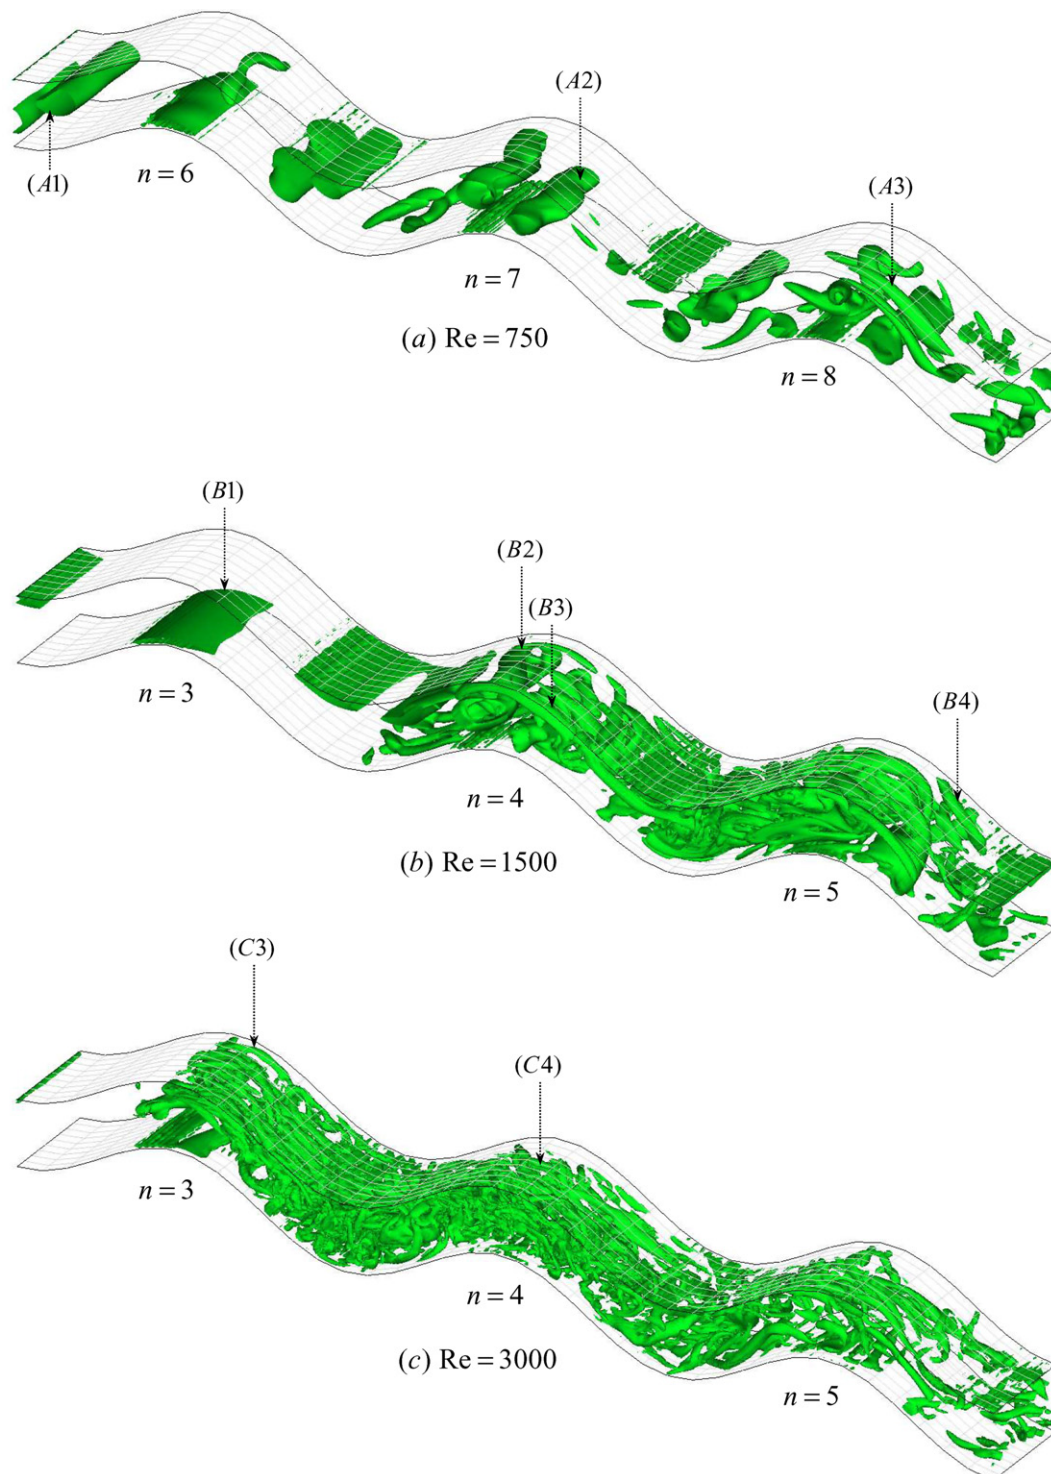 (A1)
n = 6
(A2)
(A3)
n = 7
(a) Re = 750
n = 8
(B1)
(B2)
(B3)
n = 3
(B4)
n = 4
(b) Re = 1500
n = 5
(C3)
(C4)
n = 3
n = 4
(c) Re = 3000
n = 5